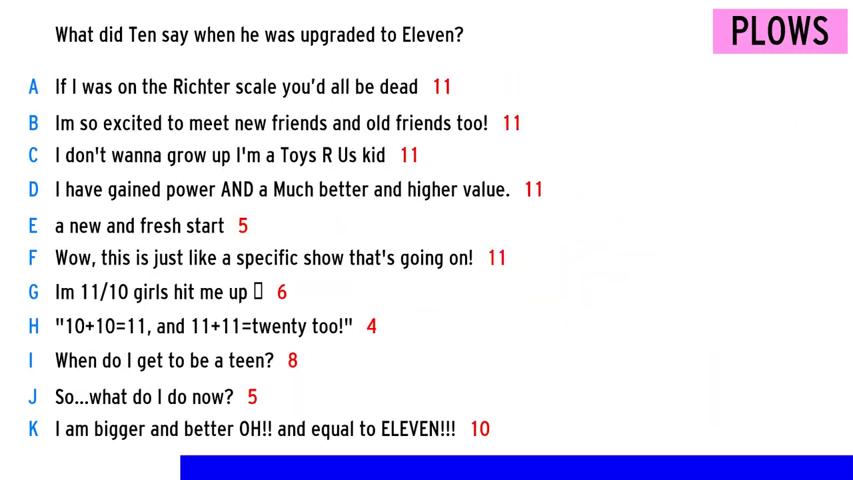 What did Ten say when he was upgraded to Eleven?
PLOWS
A If I was on the Richter scale you'd all be dead 11
B Im so excited to meet new friends and old friends too! 11
C I don't wanna grow up I'm a Toys R Us kid 11
D I have gained power AND a Much better and higher value. 11
E a new and fresh start 5
F Wow, this is just like a specific show that's going on! 11
G Im 11/10 girls hit me up ▯ 6
H "10+10=11, and 11+11=twenty too!" 4
I When do I get to be a teen? 8
J So...what do I do now? 5
K I am bigger and better OH!! and equal to ELEVEN!!! 10